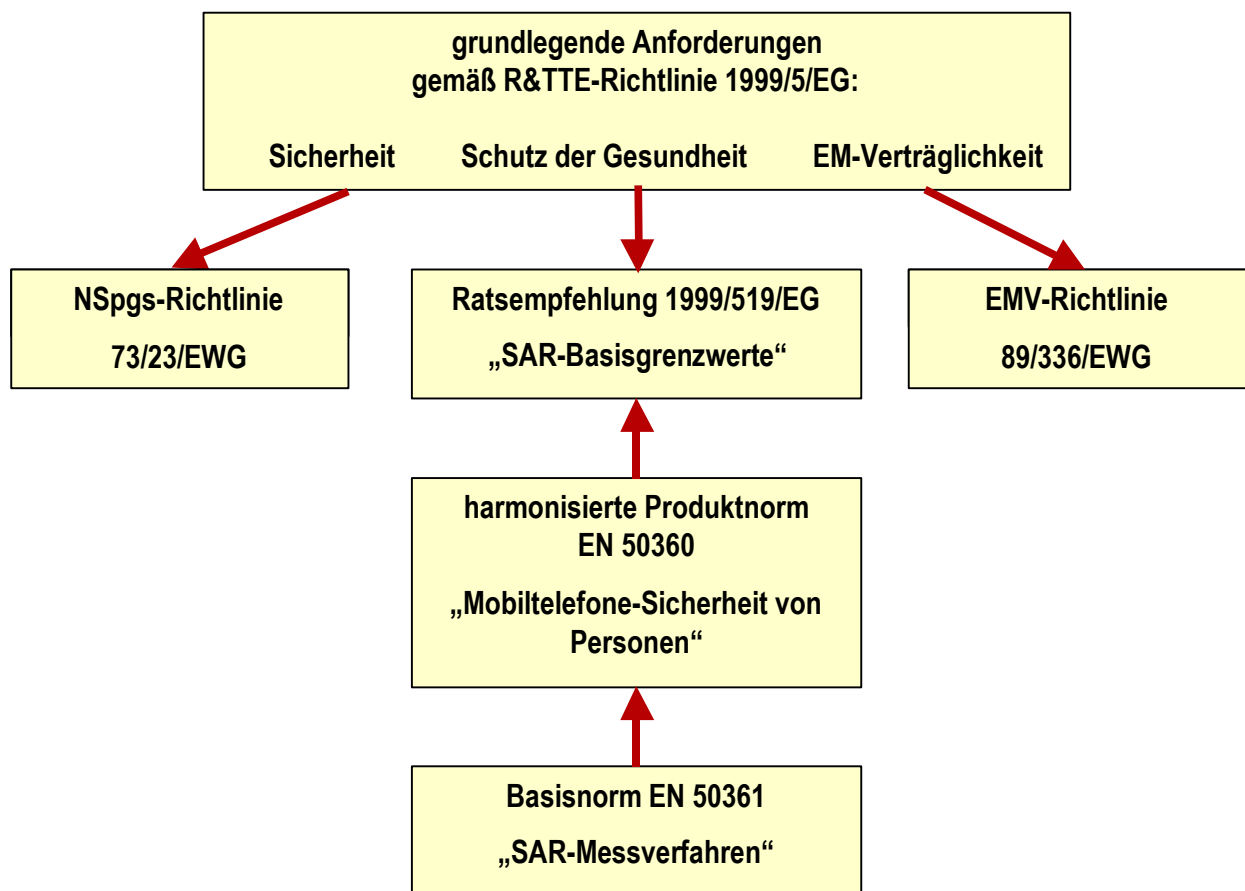 grundlegende Anforderungen
gemäß R&TTE-Richtlinie 1999/5/EG:
Sicherheit Schutz der Gesundheit EM-Verträglichkeit
NSpgs-Richtlinie
73/23/EWG
Ratsempfehlung 1999/519/EG
„SAR-Basisgrenzwerte“
EMV-Richtlinie
89/336/EWG
harmonisierte Produktnorm
EN 50360
„Mobiltelefone-Sicherheit von
Personen“
Basisnorm EN 50361
„SAR-Messverfahren“